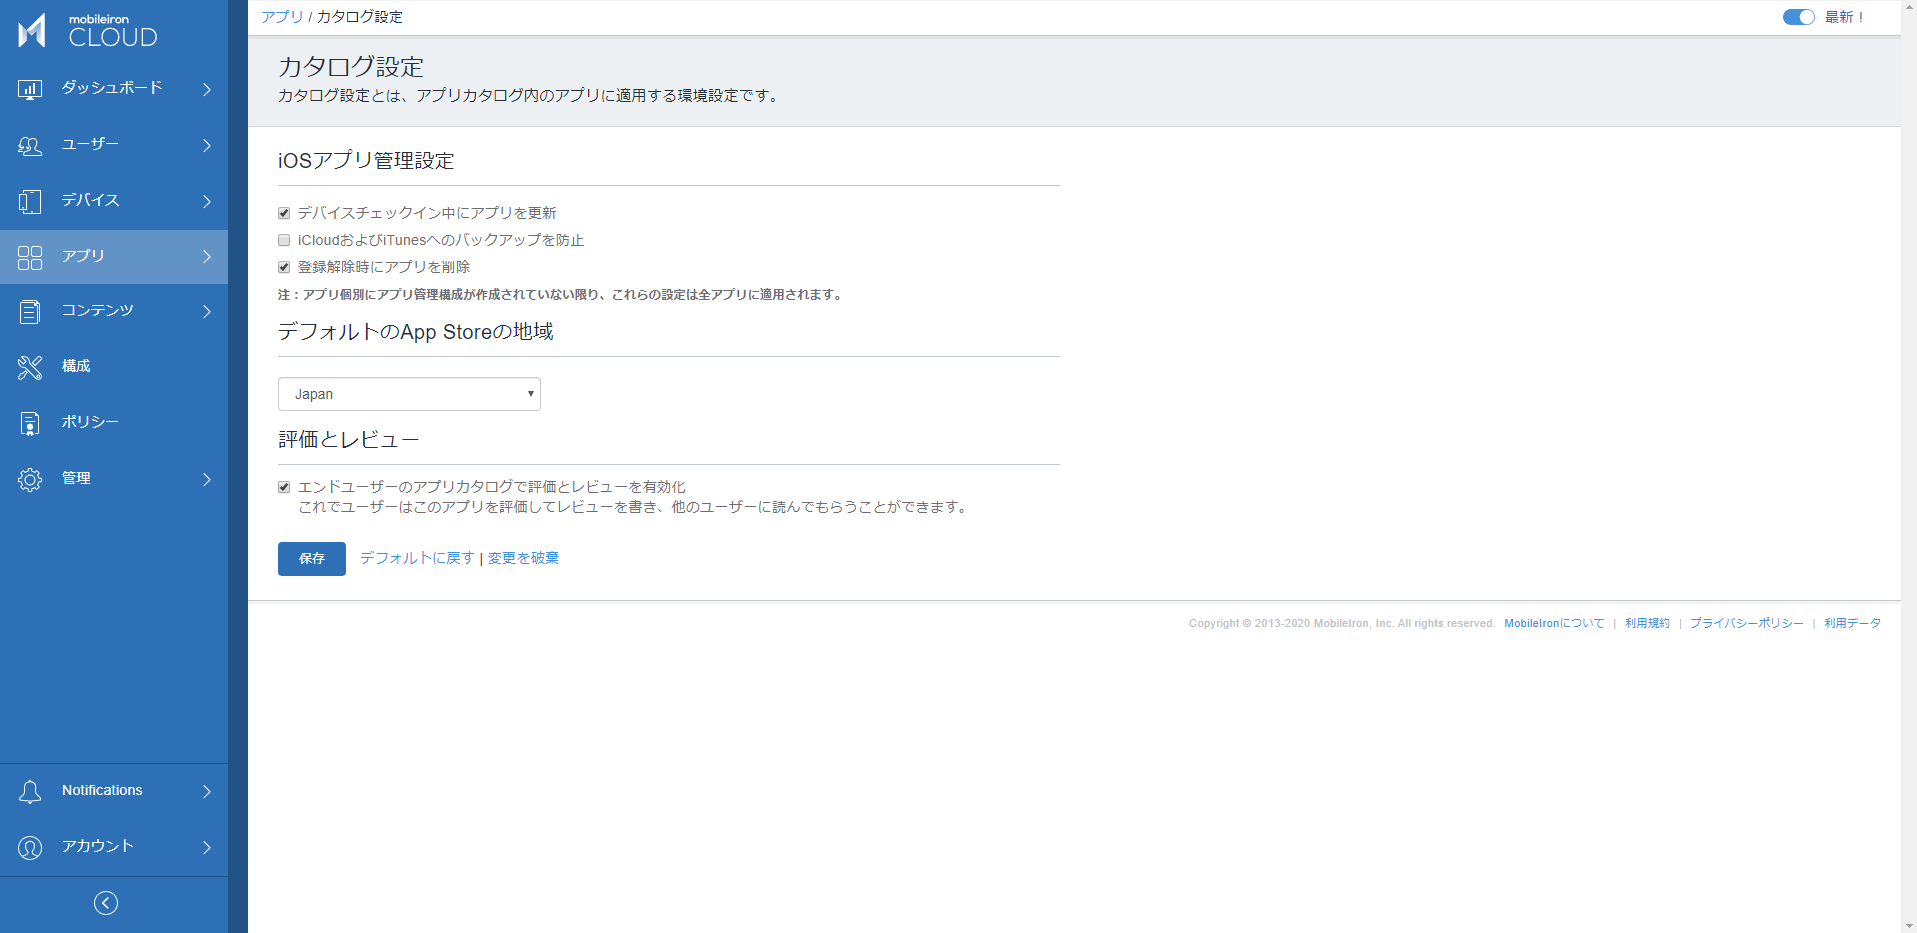 mobileiron
CLOUD
ダッシュボード
ユーザー
デバイス
アプリ
コンテンツ
構成
ポリシー
管理
Notifications
アカウント
アプリ / カタログ設定
最新！
カタログ設定
カタログ設定とは、アプリカタログ内のアプリに適用する環境設定です。
iOSアプリ管理設定
デバイスチェックイン中にアプリを更新
iCloudおよびiTunesへのバックアップを防止
登録解除時にアプリを削除
注：アプリ個別にアプリ管理構成が作成されていない限り、これらの設定は全アプリに適用されます。
デフォルトのApp Storeの地域
Japan
評価とレビュー
エンドユーザーのアプリカタログで評価とレビューを有効化
これでユーザーはこのアプリを評価してレビューを書き、他のユーザーに読んでもらうことができます。
保存 デフォルトに戻す | 変更を破棄
Copyright © 2013-2020 MobileIron, Inc. All rights reserved. MobileIronについて | 利用規約 | プライバシーポリシー | 利用データ